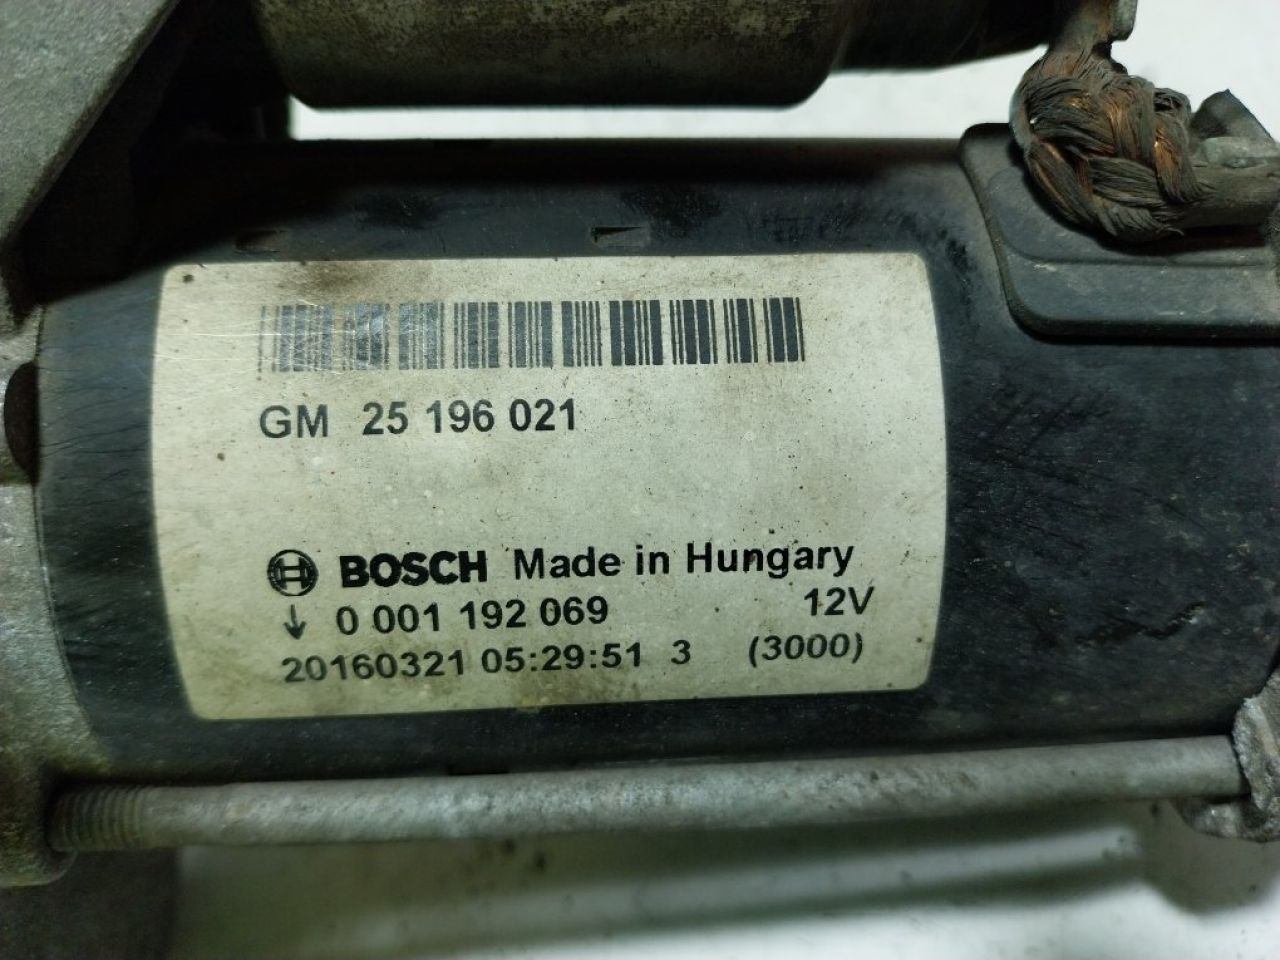 GM 25 196 021
BOSCH Made in Hungary
↓ 0 001 192 069 12V
20160321 05:29:51 3 (3000)